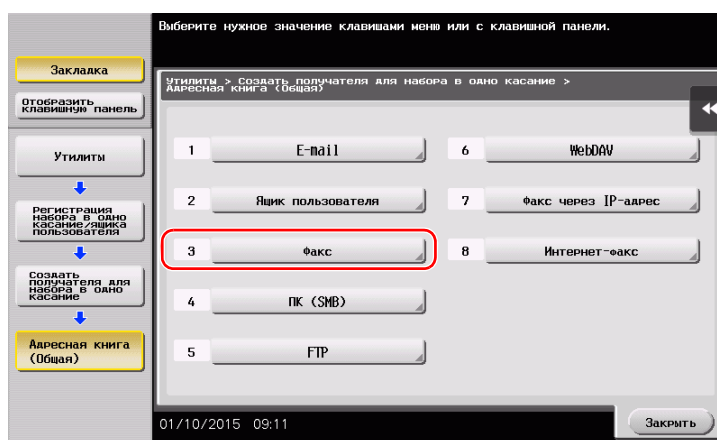 Выберите нужное значение клавишами меню или с клавишной панели.
Закладка
Отобразить
клавишную панель
Утилиты > Создать получателя для набора в одно касание >
Адресная книга (Общая)
Утилиты
Регистрация
набора в одно
касание/ящика
пользователя
Создать
получателя для
набора в одно
касание
Адресная книга
(Общая)
1 E-mail
6 WebDAV
2 Ящик пользователя
7 Факс через IP-адрес
3 Факс
8 Интернет-факс
4 ПК (SMB)
5 FTP
01/10/2015 09:11
Закрыть